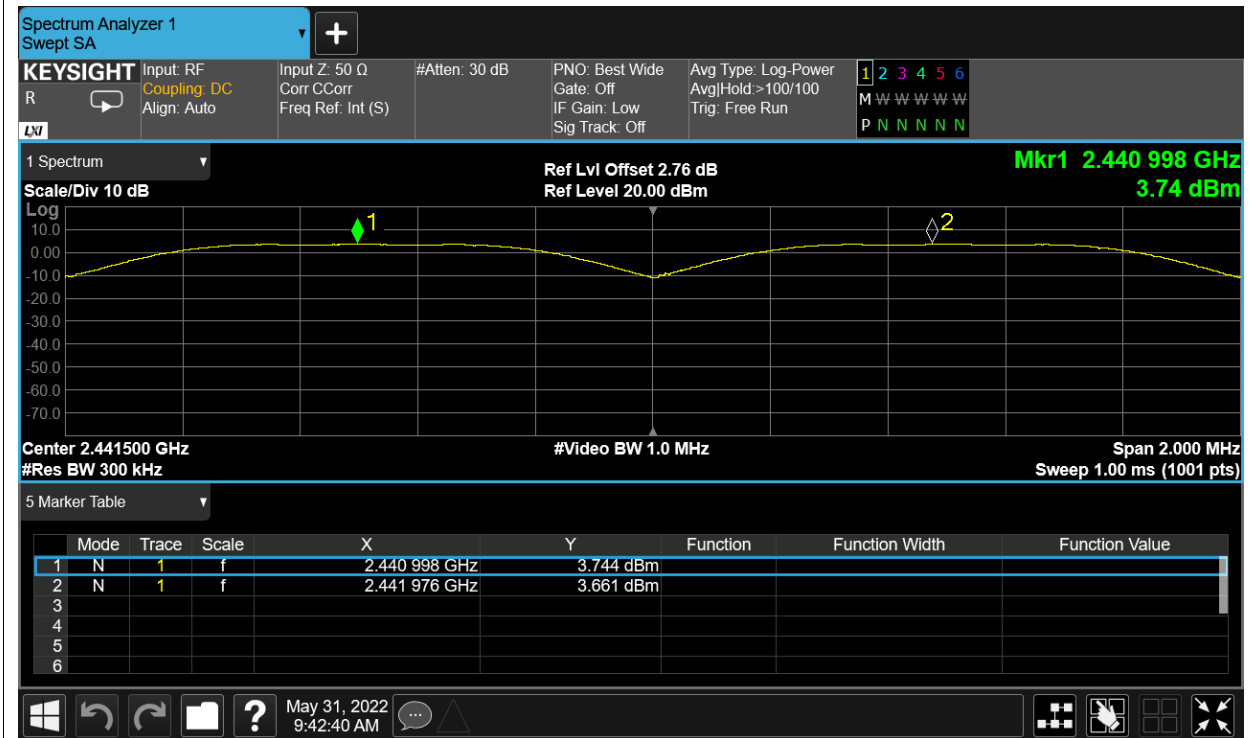 Spectrum Analyzer 1
Swept SA
KEYSIGHT Input: RF Input Z: 50 Ω #Atten: 30 dB PNO: Best Wide Avg Type: Log-Power 1 2 3 4 5 6
R Coupling: DC Corr CCorr Gate: Off Avg|Hold:>100/100 M W W W W W
Align: Auto Freq Ref: Int (S) IF Gain: Low Trig: Free Run
LXI Sig Track: Off P N N N N N
1 Spectrum Ref Lvl Offset 2.76 dB Mkr1 2.440 998 GHz
Scale/Div 10 dB Ref Level 20.00 dBm 3.74 dBm
Log
1 2
10.0
0.00
-10.0
-20.0
-30.0
-40.0
-50.0
-60.0
-70.0
Center 2.441500 GHz #Video BW 1.0 MHz Span 2.000 MHz
#Res BW 300 kHz Sweep 1.00 ms (1001 pts)
5 Marker Table
Mode Trace Scale X Y Function Function Width Function Value
1 N 1 f 2.440 998 GHz 3.744 dBm
2 N 1 f 2.441 976 GHz 3.661 dBm
3
4
5
6
? May 31, 2022
9:42:40 AM